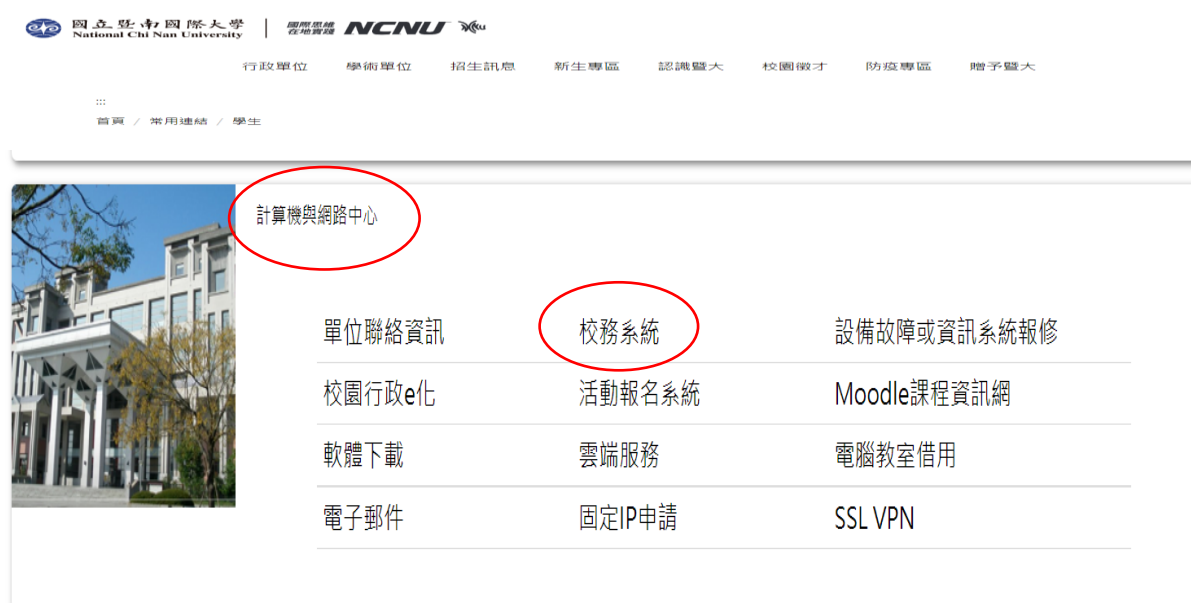 國立暨南國際大學 國際思維 NCNU
National Chi Nan University 在地實踐
行政單位 學術單位 招生訊息 新生專區 認識暨大 校園徵才 防疫專區 贈予暨大
:::
首頁 / 常用連結 / 學生
計算機與網路中心
單位聯絡資訊 校務系統 設備故障或資訊系統報修
校園行政e化 活動報名系統 Moodle課程資訊網
軟體下載 雲端服務 電腦教室借用
電子郵件 固定IP申請 SSL VPN